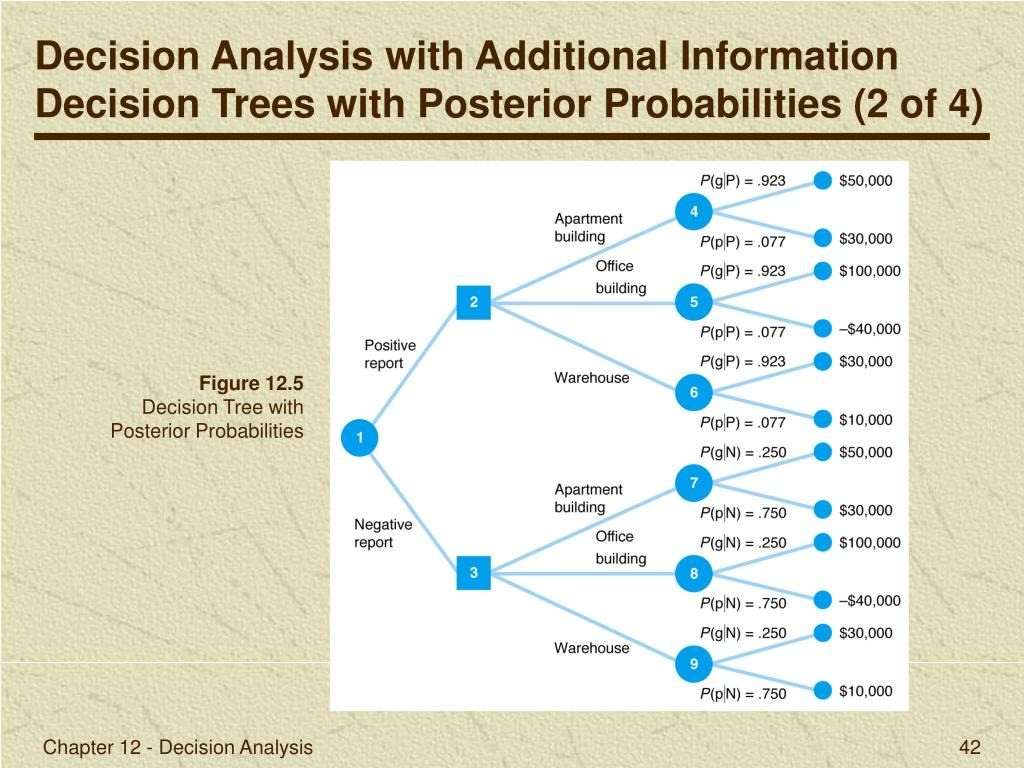 Decision Analysis with Additional Information
Decision Trees with Posterior Probabilities (2 of 4)
Figure 12.5
Decision Tree with
Posterior Probabilities
1
Positive
report
Negative
report
2
Apartment
building
Office
building
Warehouse
4
P(g|P) = .923
$50,000
P(p|P) = .077
$30,000
5
P(g|P) = .923
$100,000
P(p|P) = .077
–$40,000
6
P(g|P) = .923
$30,000
P(p|P) = .077
$10,000
3
Apartment
building
Office
building
Warehouse
7
P(g|N) = .250
$50,000
P(p|N) = .750
$30,000
8
P(g|N) = .250
$100,000
P(p|N) = .750
–$40,000
9
P(g|N) = .250
$30,000
P(p|N) = .750
$10,000
Chapter 12 - Decision Analysis
42